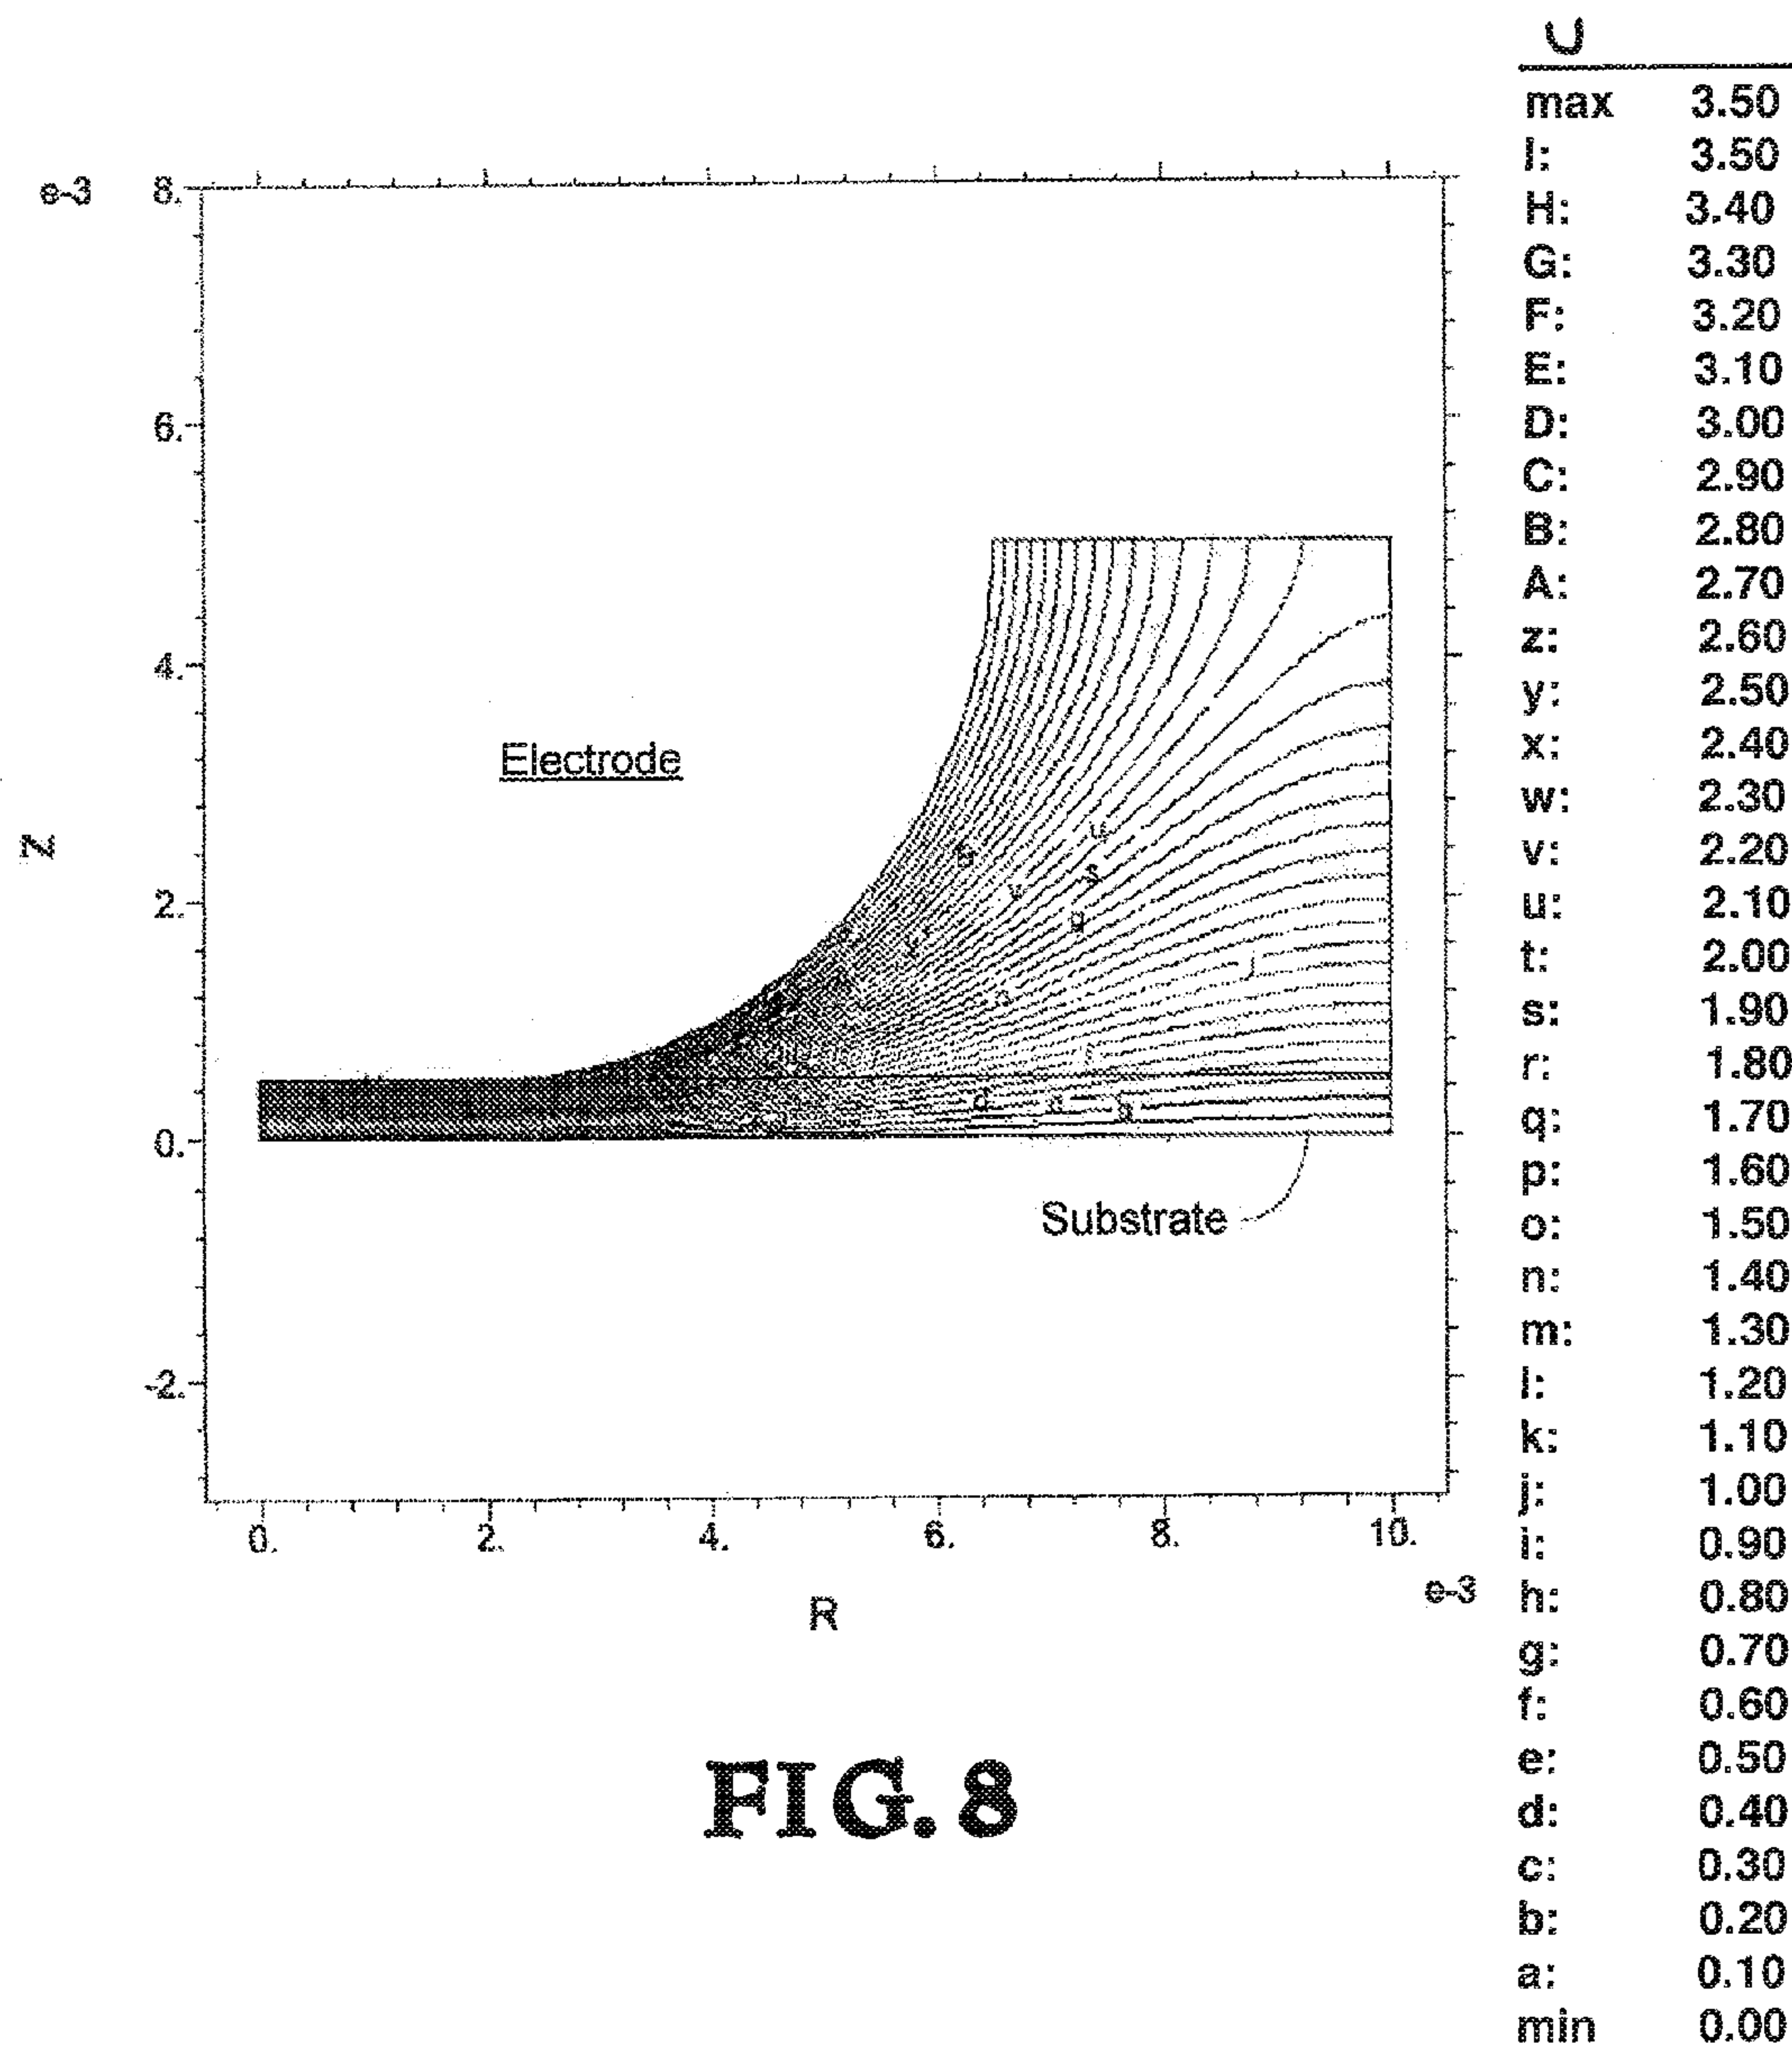 U
max 3.50
I: 3.50
H: 3.40
G: 3.30
F: 3.20
E: 3.10
D: 3.00
C: 2.90
B: 2.80
A: 2.70
z: 2.60
y: 2.50
x: 2.40
w: 2.30
v: 2.20
u: 2.10
t: 2.00
s: 1.90
r: 1.80
q: 1.70
p: 1.60
o: 1.50
n: 1.40
m: 1.30
l: 1.20
k: 1.10
j: 1.00
i: 0.90
h: 0.80
g: 0.70
f: 0.60
e: 0.50
d: 0.40
c: 0.30
b: 0.20
a: 0.10
min 0.00
e-3
8.
6.
4.
2.
0.
-2.
Z
Electrode
B
u
v
s
q
j
d
a
Substrate
0. 2. 4. 6. 8. 10.
e-3
R
FIG. 8